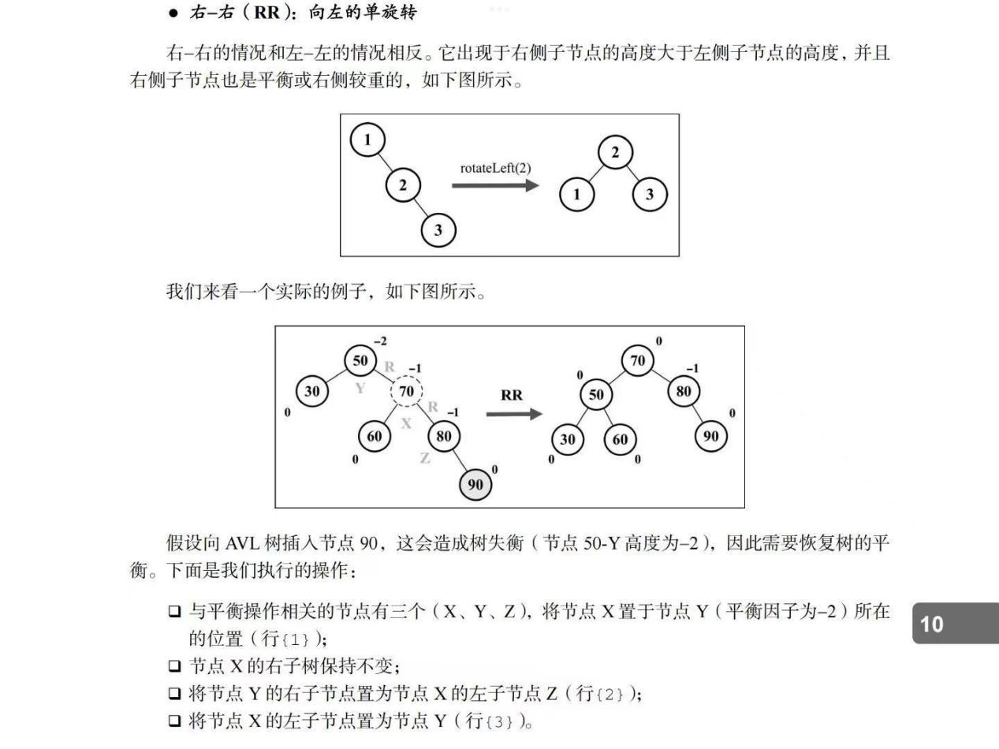 ● 右–右（RR）：向左的单旋转
右–右的情况和左–左的情况相反。它出现于右侧子节点的高度大于左侧子节点的高度，并且
右侧子节点也是平衡或右侧较重的，如下图所示。
1
2
3
rotateLeft(2)
2
1
3
我们来看一个实际的例子，如下图所示。
50
–2
R
Y
30
0
70
–1
R
X
60
0
80
–1
Z
90
0
RR
70
0
50
0
80
–1
30
0
60
0
90
0
假设向 AVL 树插入节点 90，这会造成树失衡（节点 50-Y 高度为–2），因此需要恢复树的平
衡。下面是我们执行的操作：
❑ 与平衡操作相关的节点有三个（X、Y、Z），将节点 X 置于节点 Y（平衡因子为–2）所在
的位置（行{1}）；
❑ 节点 X 的右子树保持不变；
❑ 将节点 Y 的右子节点置为节点 X 的左子节点 Z（行{2}）；
❑ 将节点 X 的左子节点置为节点 Y（行{3}）。
10